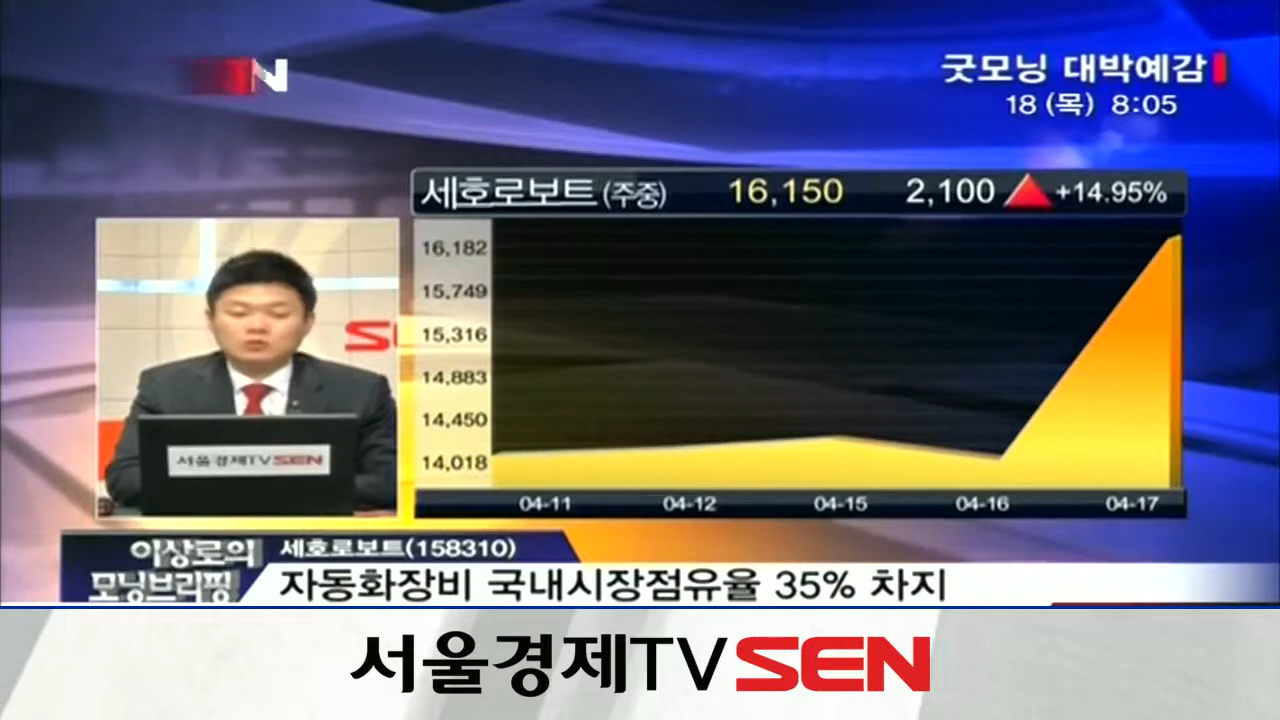 N
굿모닝 대박예감
18 (목) 8:05
세호로보트 (주중) 16,150 2,100 ▲ +14.95%
16,182
15,749
15,316
14,883
14,450
14,018
04-11 04-12 04-15 04-16 04-17
SE
서울경제TV SEN
이상로의
모닝브리핑
세호로보트(158310)
자동화장비 국내시장점유율 35% 차지
서울경제TV SEN